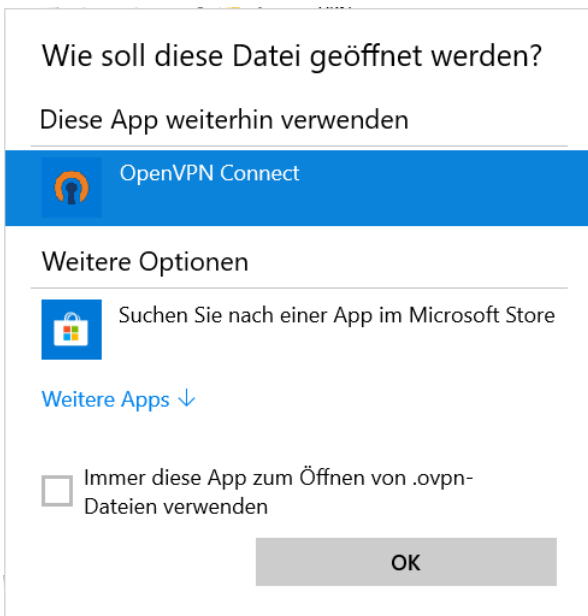 Wie soll diese Datei geöffnet werden?
Diese App weiterhin verwenden
OpenVPN Connect
Weitere Optionen
Suchen Sie nach einer App im Microsoft Store
Weitere Apps ↓
Immer diese App zum Öffnen von .ovpn-
Dateien verwenden
OK